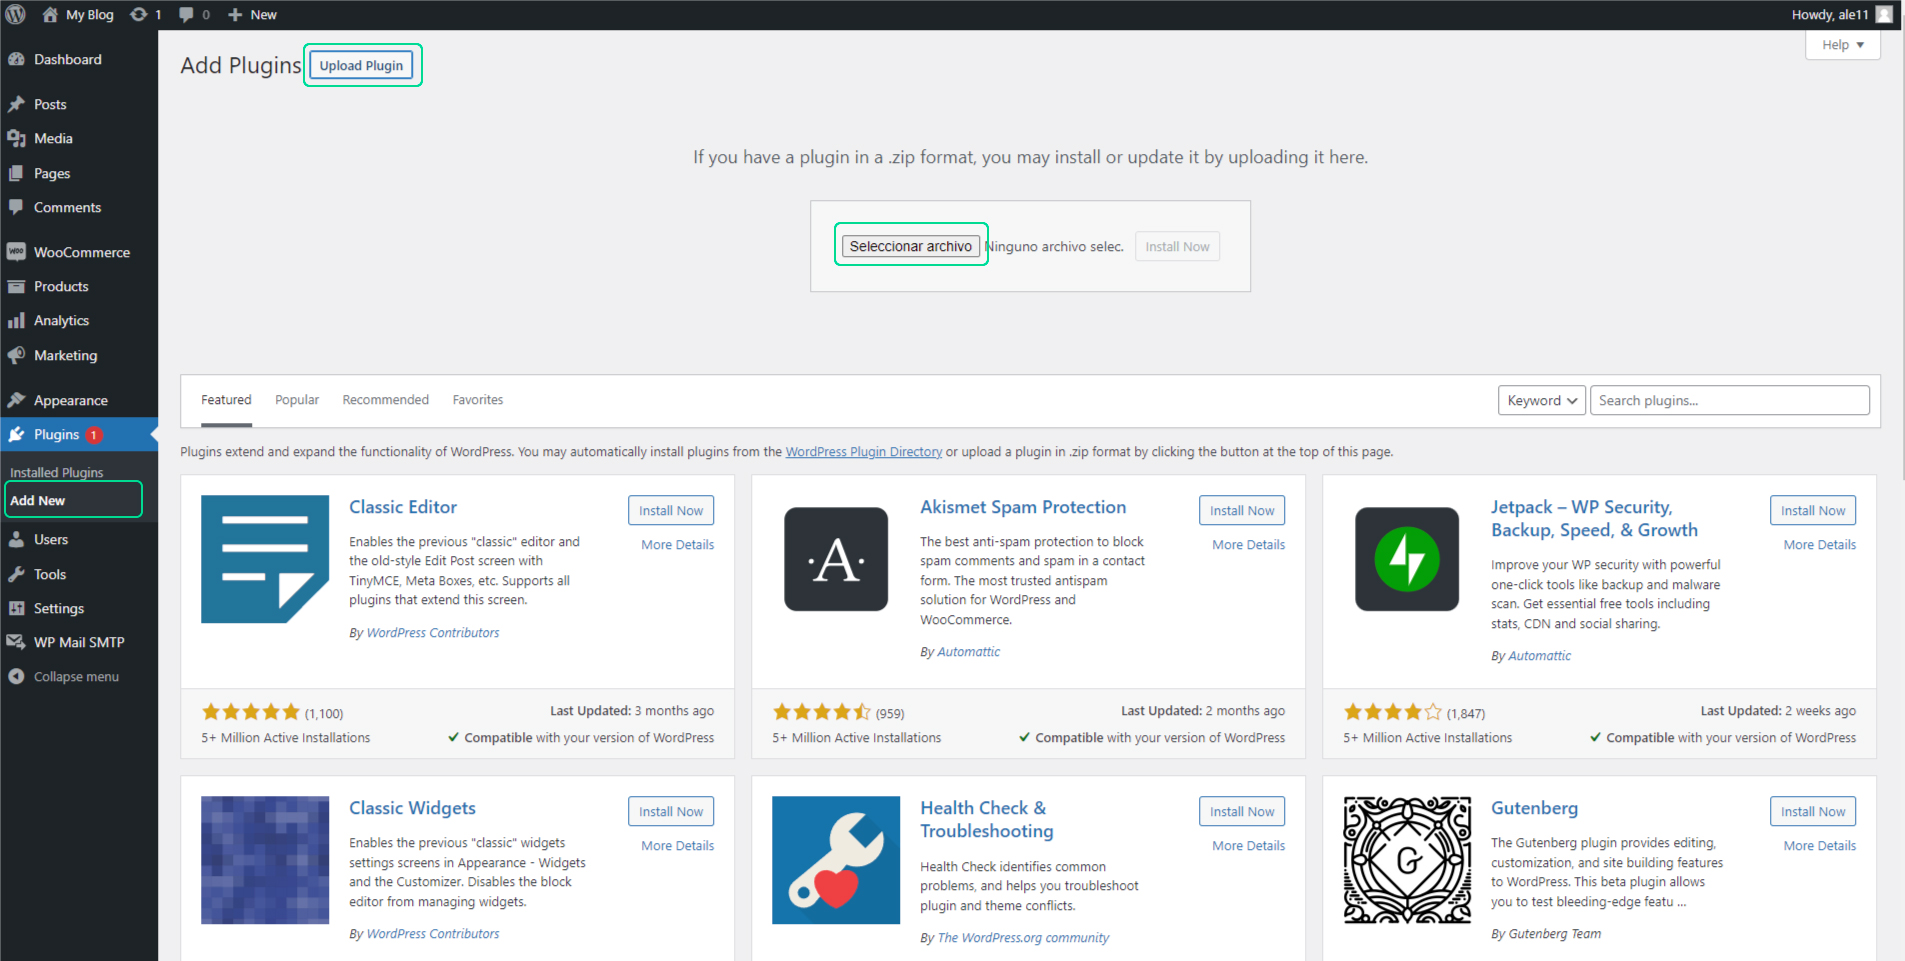 My Blog 1 0 New Howdy, ale11
Help ▼
Dashboard
Posts
Media
Pages
Comments
WooCommerce
Products
Analytics
Marketing
Appearance
Plugins 1
Installed Plugins
Add New
Users
Tools
Settings
WP Mail SMTP
Collapse menu
Add Plugins Upload Plugin
If you have a plugin in a .zip format, you may install or update it by uploading it here.
Seleccionar archivo Ninguno archivo selec. Install Now
Featured Popular Recommended Favorites Keyword Search plugins...
Plugins extend and expand the functionality of WordPress. You may automatically install plugins from the WordPress Plugin Directory or upload a plugin in .zip format by clicking the button at the top of this page.
Classic Editor
Install Now
More Details
Enables the previous "classic" editor and
the old-style Edit Post screen with
TinyMCE, Meta Boxes, etc. Supports all
plugins that extend this screen.
By WordPress Contributors
(1,100) Last Updated: 3 months ago
5+ Million Active Installations ✓ Compatible with your version of WordPress
·A·
Akismet Spam Protection
Install Now
More Details
The best anti-spam protection to block
spam comments and spam in a contact
form. The most trusted antispam
solution for WordPress and
WooCommerce.
By Automattic
(959) Last Updated: 2 months ago
5+ Million Active Installations ✓ Compatible with your version of WordPress
Jetpack – WP Security,
Backup, Speed, & Growth
Install Now
More Details
Improve your WP security with powerful
one-click tools like backup and malware
scan. Get essential free tools including
stats, CDN and social sharing.
By Automattic
(1,847) Last Updated: 2 weeks ago
5+ Million Active Installations ✓ Compatible with your version of WordPress
Classic Widgets
Install Now
More Details
Enables the previous "classic" widgets
settings screens in Appearance - Widgets
and the Customizer. Disables the block
editor from managing widgets.
By WordPress Contributors
Health Check &
Troubleshooting
Install Now
More Details
Health Check identifies common
problems, and helps you troubleshoot
plugin and theme conflicts.
By The WordPress.org community
G
Gutenberg
Install Now
More Details
The Gutenberg plugin provides editing,
customization, and site building features
to WordPress. This beta plugin allows
you to test bleeding-edge featu ...
By Gutenberg Team